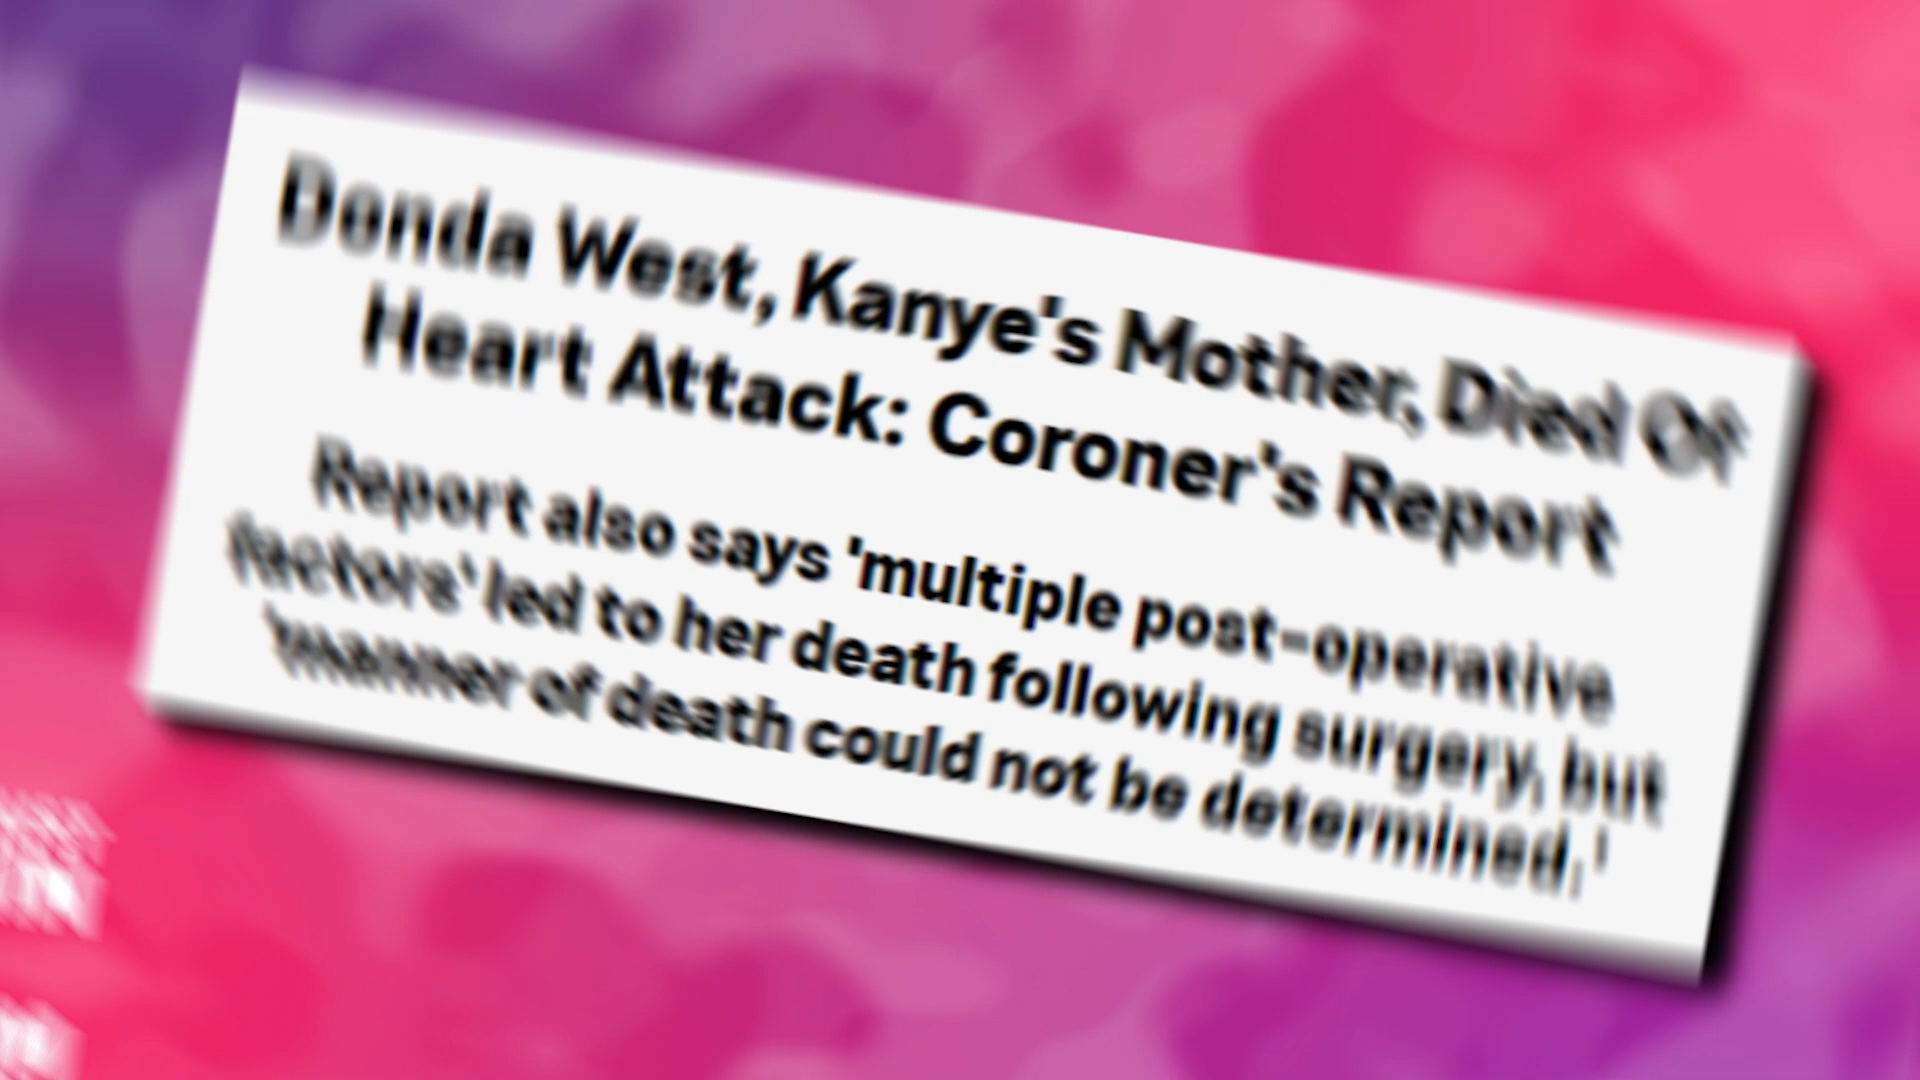 Donda West, Kanye's Mother, Died Of
Heart Attack: Coroner's Report
Report also says 'multiple post-operative
factors' led to her death following surgery, but
'manner of death could not be determined.'